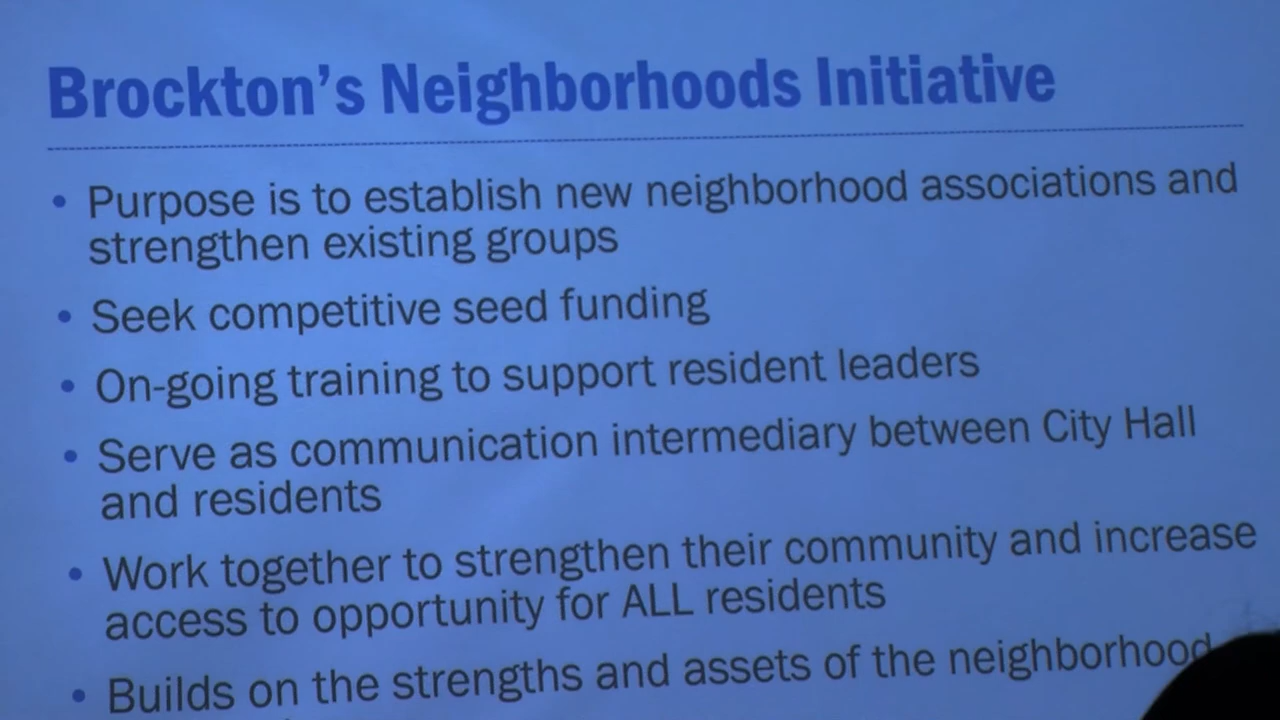 Brockton's Neighborhoods Initiative
• Purpose is to establish new neighborhood associations and
strengthen existing groups
• Seek competitive seed funding
• On-going training to support resident leaders
• Serve as communication intermediary between City Hall
and residents
• Work together to strengthen their community and increase
access to opportunity for ALL residents
• Builds on the strengths and assets of the neighborhood